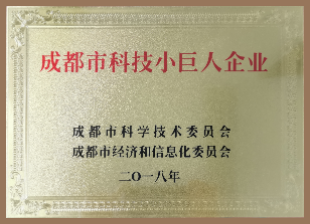 成都市科技小巨人企业
成都市科学技术委员会
成都市经济和信息化委员会
二〇一八年